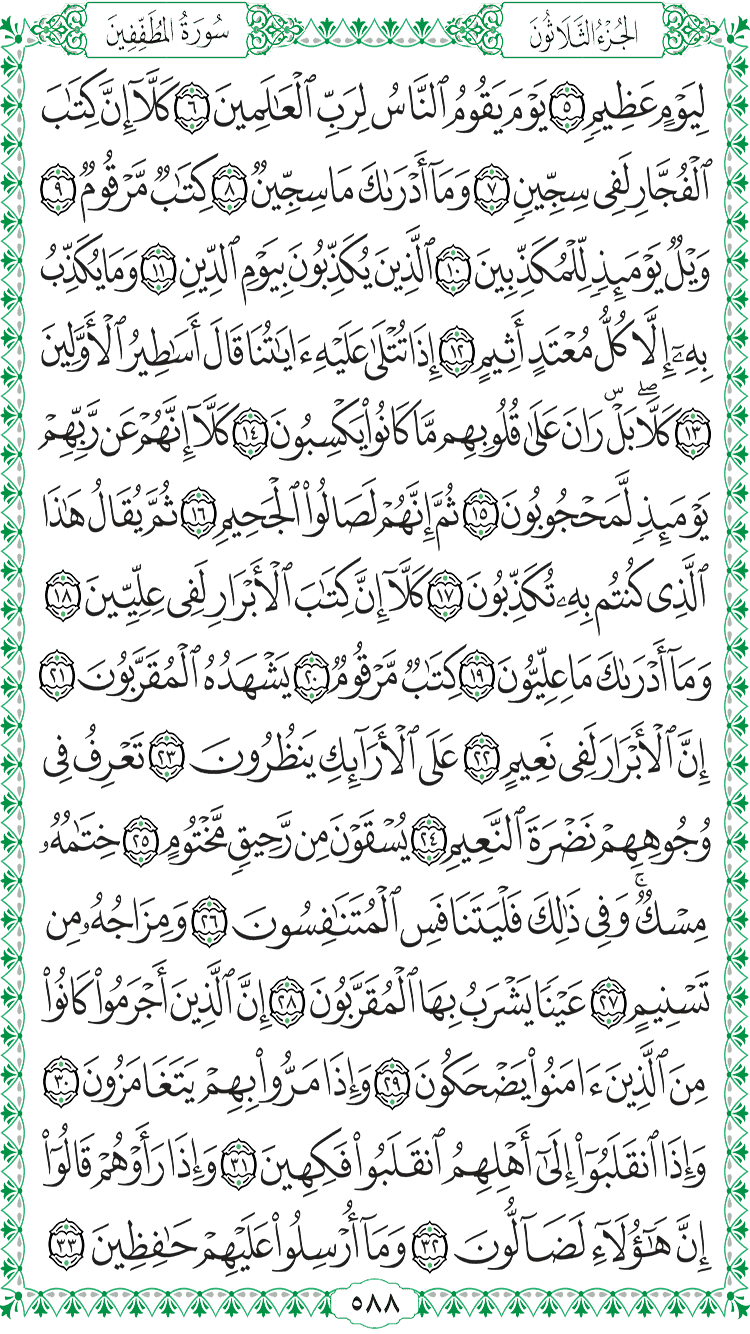 الجُزْءُ الثَّلَاثُونَ
سُورَةُ المُطَفِّفِينَ
لِيَوْمٍ عَظِيمٍ ٥ يَوْمَ يَقُومُ ٱلنَّاسُ لِرَبِّ ٱلْعَٰلَمِينَ ٦ كَلَّآ إِنَّ كِتَٰبَ
ٱلْفُجَّارِ لَفِى سِجِّينٍ ٧ وَمَآ أَدْرَىٰكَ مَا سِجِّينٌ ٨ كِتَٰبٌ مَّرْقُومٌ ٩
وَيْلٌ يَوْمَئِذٍ لِّلْمُكَذِّبِينَ ١٠ ٱلَّذِينَ يُكَذِّبُونَ بِيَوْمِ ٱلدِّينِ ١١ وَمَا يُكَذِّبُ
بِهِۦٓ إِلَّا كُلُّ مُعْتَدٍ أَثِيمٍ ١٢ إِذَا تُتْلَىٰ عَلَيْهِ ءَايَٰتُنَا قَالَ أَسَٰطِيرُ ٱلْأَوَّلِينَ
١٣ كَلَّاۖ بَلْۜ رَانَ عَلَىٰ قُلُوبِهِم مَّا كَانُوا۟ يَكْسِبُونَ ١٤ كَلَّآ إِنَّهُمْ عَن رَّبِّهِمْ
يَوْمَئِذٍ لَّمَحْجُوبُونَ ١٥ ثُمَّ إِنَّهُمْ لَصَالُوا۟ ٱلْجَحِيمِ ١٦ ثُمَّ يُقَالُ هَٰذَا
ٱلَّذِى كُنتُم بِهِۦ تُكَذِّبُونَ ١٧ كَلَّآ إِنَّ كِتَٰبَ ٱلْأَبْرَارِ لَفِى عِلِّيِّينَ ١٨
وَمَآ أَدْرَىٰكَ مَا عِلِّيُّونَ ١٩ كِتَٰبٌ مَّرْقُومٌ ٢٠ يَشْهَدُهُ ٱلْمُقَرَّبُونَ ٢١
إِنَّ ٱلْأَبْرَارَ لَفِى نَعِيمٍ ٢٢ عَلَى ٱلْأَرَآئِكِ يَنظُرُونَ ٢٣ تَعْرِفُ فِى
وُجُوهِهِمْ نَضْرَةَ ٱلنَّعِيمِ ٢٤ يُسْقَوْنَ مِن رَّحِيقٍ مَّخْتُومٍ ٢٥ خِتَٰمُهُۥ
مِسْكٌۚ وَفِى ذَٰلِكَ فَلْيَتَنَافَسِ ٱلْمُتَنَٰفِسُونَ ٢٦ وَمِزَاجُهُۥ مِن
تَسْنِيمٍ ٢٧ عَيْنًا يَشْرَبُ بِهَا ٱلْمُقَرَّبُونَ ٢٨ إِنَّ ٱلَّذِينَ أَجْرَمُوا۟ كَانُوا۟
مِنَ ٱلَّذِينَ ءَامَنُوا۟ يَضْحَكُونَ ٢٩ وَإِذَا مَرُّوا۟ بِهِمْ يَتَغَامَزُونَ ٣٠
وَإِذَا ٱنقَلَبُوٓا۟ إِلَىٰٓ أَهْلِهِمُ ٱنقَلَبُوا۟ فَكِهِينَ ٣١ وَإِذَا رَأَوْهُمْ قَالُوٓا۟
إِنَّ هَٰٓؤُلَآءِ لَضَآلُّونَ ٣٢ وَمَآ أُرْسِلُوا۟ عَلَيْهِمْ حَٰفِظِينَ ٣٣
٥٨٨